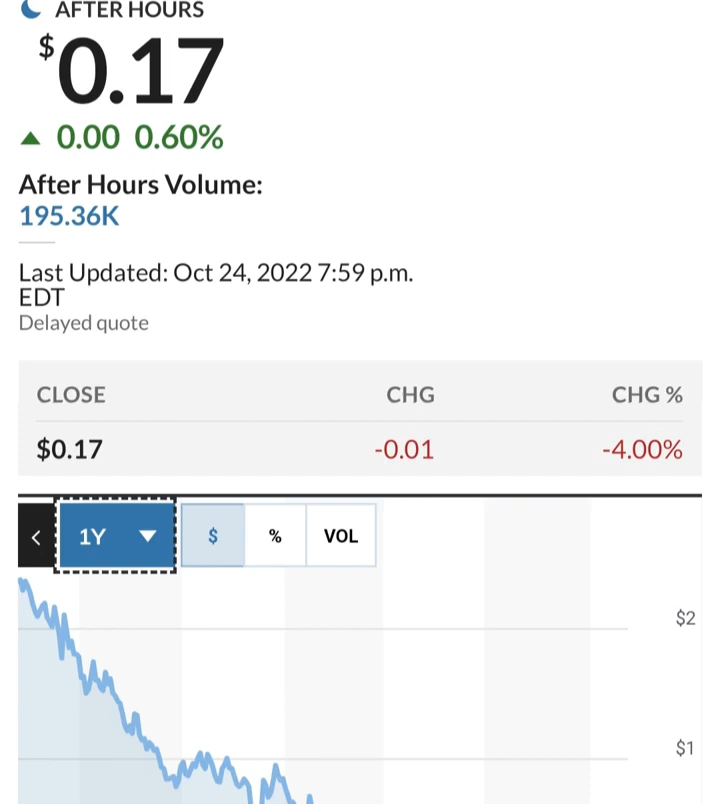 AFTER HOURS
$0.17
0.00 0.60%
After Hours Volume:
195.36K
Last Updated: Oct 24, 2022 7:59 p.m.
EDT
Delayed quote
CLOSE CHG CHG %
$0.17 -0.01 -4.00%
1Y $ % VOL
$2
$1